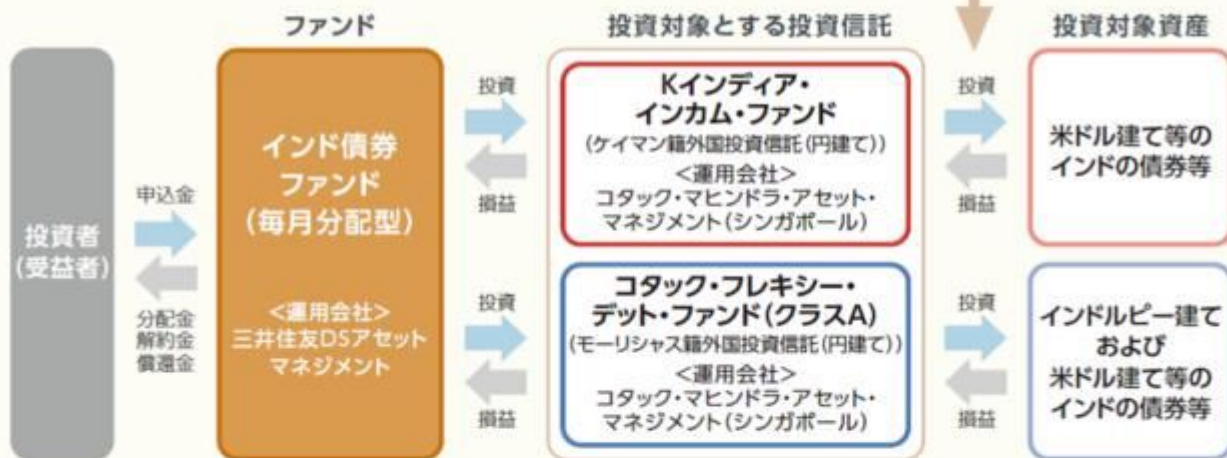 ファンド
投資対象とする投資信託
投資対象資産
投資者
(受益者)
申込金
分配金
解約金
償還金
インド債券
ファンド
(毎月分配型)
<運用会社>
三井住友DSアセット
マネジメント
投資
損益
Kインディア・
インカム・ファンド
(ケイマン籍外国投資信託(円建て))
<運用会社>
コタック・マヒンドラ・アセット・
マネジメント(シンガポール)
投資
損益
米ドル建て等の
インドの債券等
投資
損益
コタック・フレキシー・
デット・ファンド(クラスA)
(モーリシャス籍外国投資信託(円建て))
<運用会社>
コタック・マヒンドラ・アセット・
マネジメント(シンガポール)
投資
損益
インドルピー建て
および
米ドル建て等の
インドの債券等